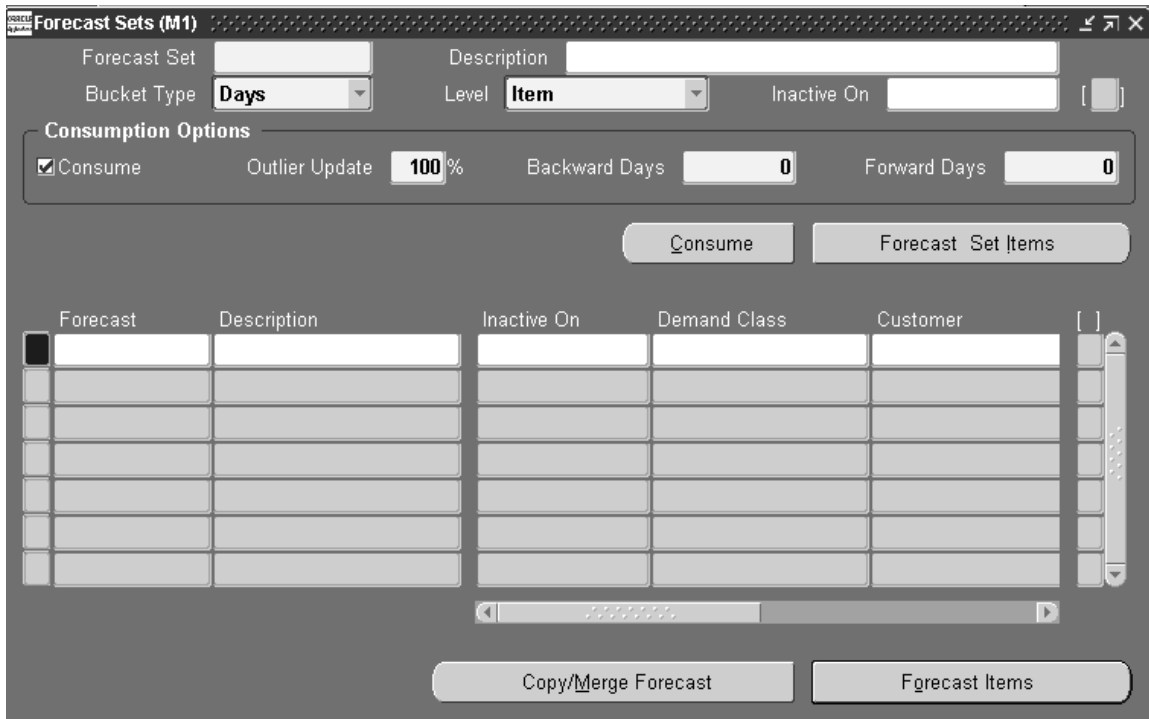 Forecast Sets (M1)
Forecast Set Description
Bucket Type Days Level Item Inactive On [ ]
Consumption Options
Consume Outlier Update 100 % Backward Days 0 Forward Days 0
Consume Forecast Set Items
Forecast Description Inactive On Demand Class Customer [ ]
Copy/Merge Forecast Forecast Items